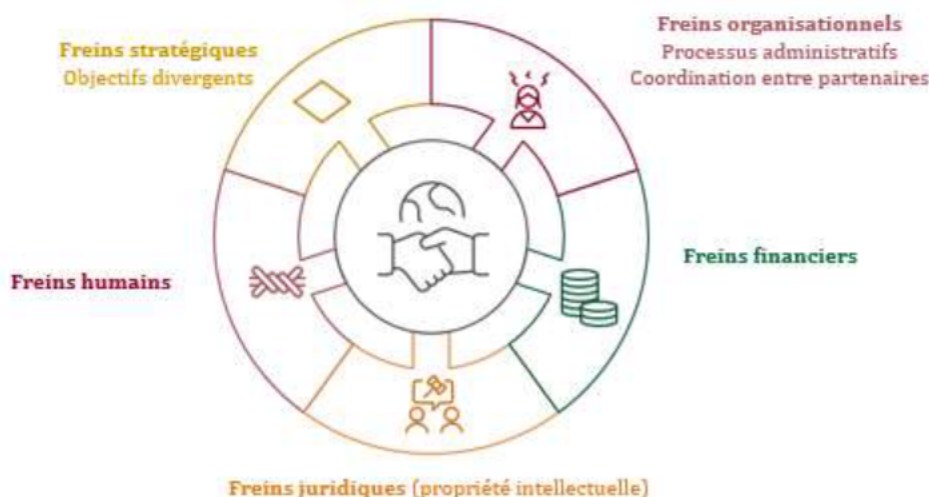 Freins stratégiques
Objectifs divergents
Freins organisationnels
Processus administratifs
Coordination entre partenaires
Freins humains
Freins financiers
Freins juridiques (propriété intellectuelle)